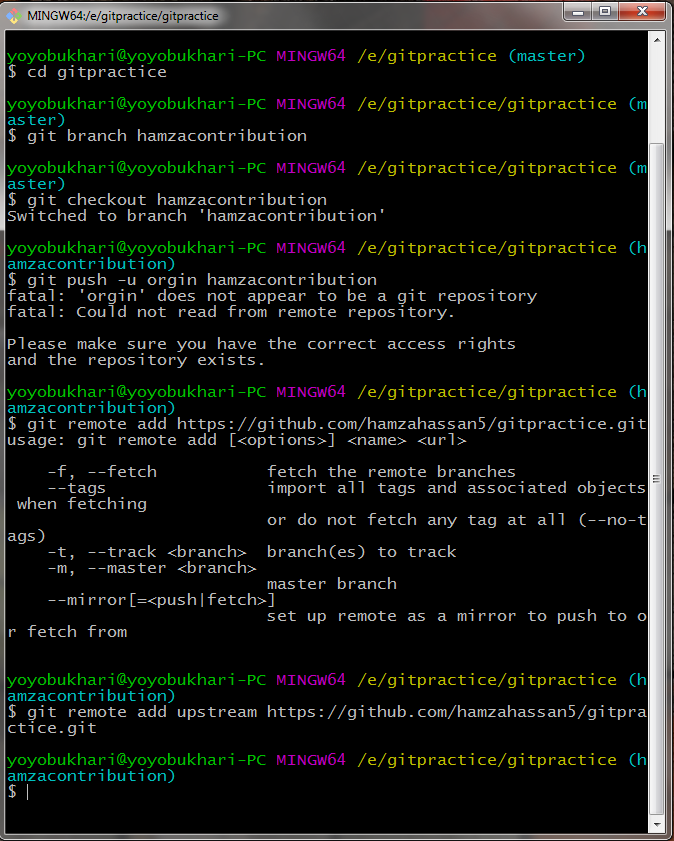 MINGW64:/e/gitpractice/gitpractice
yoyobukhari@yoyobukhari-PC MINGW64 /e/gitpractice (master)
$ cd gitpractice
yoyobukhari@yoyobukhari-PC MINGW64 /e/gitpractice/gitpractice (m
aster)
$ git branch hamzacontribution
yoyobukhari@yoyobukhari-PC MINGW64 /e/gitpractice/gitpractice (m
aster)
$ git checkout hamzacontribution
Switched to branch 'hamzacontribution'
yoyobukhari@yoyobukhari-PC MINGW64 /e/gitpractice/gitpractice (h
amzacontribution)
$ git push -u orgin hamzacontribution
fatal: 'orgin' does not appear to be a git repository
fatal: Could not read from remote repository.
Please make sure you have the correct access rights
and the repository exists.
yoyobukhari@yoyobukhari-PC MINGW64 /e/gitpractice/gitpractice (h
amzacontribution)
$ git remote add https://github.com/hamzahassan5/gitpractice.git
usage: git remote add [<options>] <name> <url>
-f, --fetch fetch the remote branches
--tags import all tags and associated objects
when fetching
or do not fetch any tag at all (--no-t
ags)
-t, --track <branch> branch(es) to track
-m, --master <branch>
master branch
--mirror[=<push|fetch>]
set up remote as a mirror to push to o
r fetch from
yoyobukhari@yoyobukhari-PC MINGW64 /e/gitpractice/gitpractice (h
amzacontribution)
$ git remote add upstream https://github.com/hamzahassan5/gitpra
ctice.git
yoyobukhari@yoyobukhari-PC MINGW64 /e/gitpractice/gitpractice (h
amzacontribution)
$